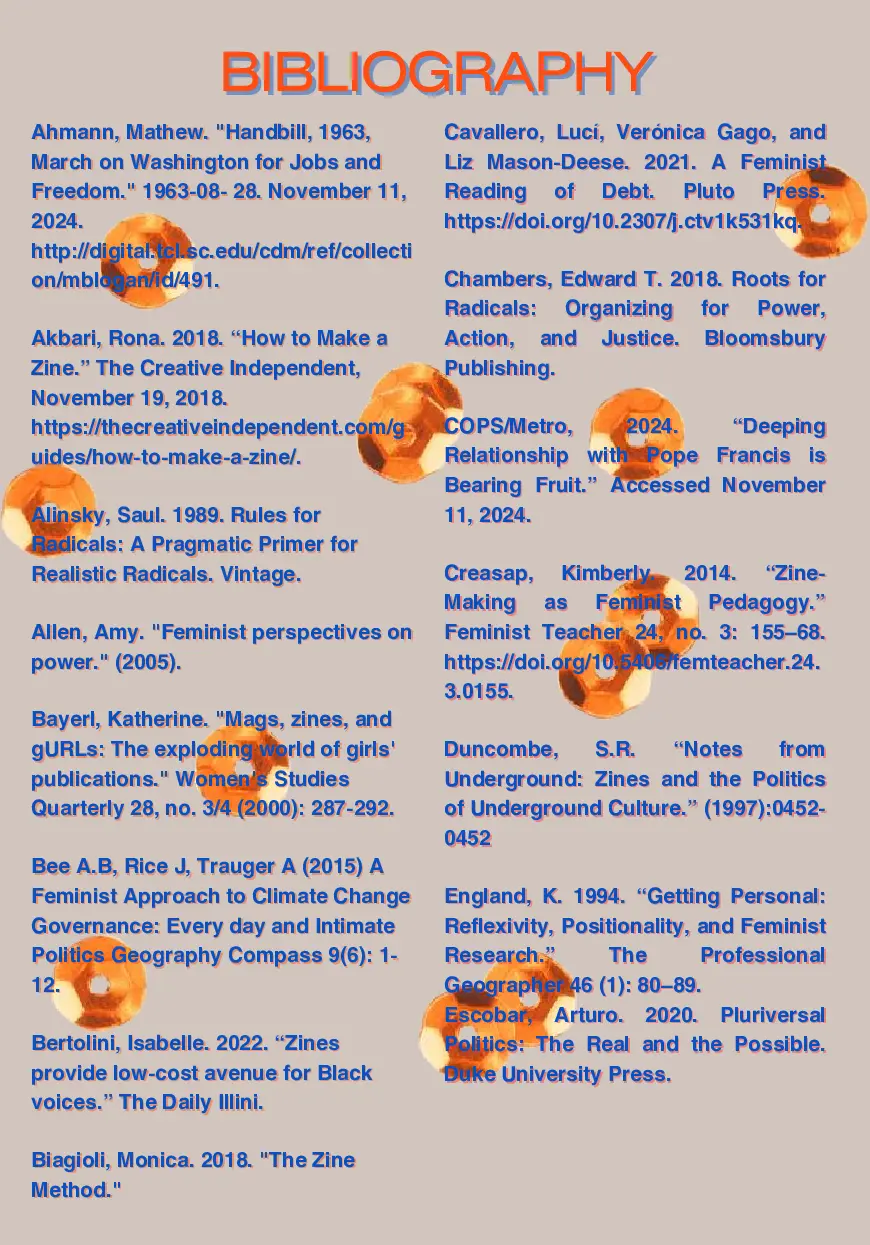 BIBLIOGRAPHY
Ahmann, Mathew. "Handbill, 1963,
March on Washington for Jobs and
Freedom." 1963-08- 28. November 11,
2024.
http://digital.tcl.sc.edu/cdm/ref/collecti
on/mblogan/id/491.
Akbari, Rona. 2018. “How to Make a
Zine.” The Creative Independent,
November 19, 2018.
https://thecreativeindependent.com/g
uides/how-to-make-a-zine/.
Alinsky, Saul. 1989. Rules for
Radicals: A Pragmatic Primer for
Realistic Radicals. Vintage.
Allen, Amy. "Feminist perspectives on
power." (2005).
Bayerl, Katherine. "Mags, zines, and
gURLs: The exploding world of girls'
publications." Women's Studies
Quarterly 28, no. 3/4 (2000): 287-292.
Bee A.B, Rice J, Trauger A (2015) A
Feminist Approach to Climate Change
Governance: Every day and Intimate
Politics Geography Compass 9(6): 1-
12.
Bertolini, Isabelle. 2022. “Zines
provide low-cost avenue for Black
voices.” The Daily Illini.
Biagioli, Monica. 2018. "The Zine
Method."
Cavallero, Lucí, Verónica Gago, and
Liz Mason-Deese. 2021. A Feminist
Reading of Debt. Pluto Press.
https://doi.org/10.2307/j.ctv1k531kq.
Chambers, Edward T. 2018. Roots for
Radicals: Organizing for Power,
Action, and Justice. Bloomsbury
Publishing.
COPS/Metro, 2024. “Deeping
Relationship with Pope Francis is
Bearing Fruit.” Accessed November
11, 2024.
Creasap, Kimberly. 2014. “Zine-
Making as Feminist Pedagogy.”
Feminist Teacher 24, no. 3: 155–68.
https://doi.org/10.5406/femteacher.24.
3.0155.
Duncombe, S.R. “Notes from
Underground: Zines and the Politics
of Underground Culture.” (1997):0452-
0452
England, K. 1994. “Getting Personal:
Reflexivity, Positionality, and Feminist
Research.” The Professional
Geographer 46 (1): 80–89.
Escobar, Arturo. 2020. Pluriversal
Politics: The Real and the Possible.
Duke University Press.